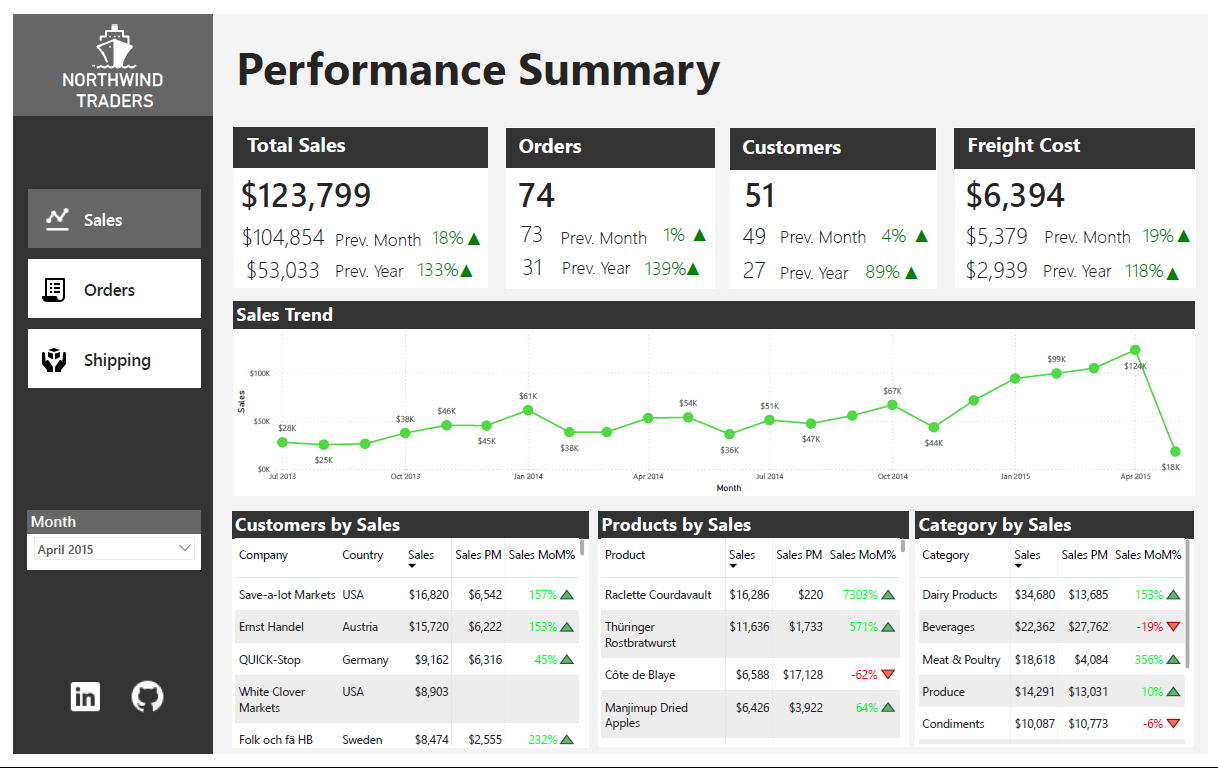 NORTHWIND
TRADERS
Performance Summary
Sales
Orders
Shipping
Month
April 2015
Total Sales
$123,799
$104,854 Prev. Month 18% ▲
$53,033 Prev. Year 133% ▲
Orders
74
73 Prev. Month 1% ▲
31 Prev. Year 139% ▲
Customers
51
49 Prev. Month 4% ▲
27 Prev. Year 89% ▲
Freight Cost
$6,394
$5,379 Prev. Month 19% ▲
$2,939 Prev. Year 118% ▲
Sales Trend
Sales
$100K
$50K
$0K
$28K
$25K
$38K
$46K
$45K
$61K
$38K
$54K
$36K
$51K
$47K
$67K
$44K
$99K
$124K
$18K
Jul 2013 Oct 2013 Jan 2014 Apr 2014 Jul 2014 Oct 2014 Jan 2015 Apr 2015
Month
Customers by Sales
Company Country Sales Sales PM Sales MoM%
Save-a-lot Markets USA $16,820 $6,542 157% ▲
Ernst Handel Austria $15,720 $6,222 153% ▲
QUICK-Stop Germany $9,162 $6,316 45% ▲
White Clover USA $8,903
Markets
Folk och fä HB Sweden $8,474 $2,555 232% ▲
Products by Sales
Product Sales Sales PM Sales MoM%
Raclette Courdavault $16,286 $220 7303% ▲
Thüringer $11,636 $1,733 571% ▲
Rostbratwurst
Côte de Blaye $6,588 $17,128 -62% ▼
Manjimup Dried $6,426 $3,922 64% ▲
Apples
Category by Sales
Category Sales Sales PM Sales MoM%
Dairy Products $34,680 $13,685 153% ▲
Beverages $22,362 $27,762 -19% ▼
Meat & Poultry $18,618 $4,084 356% ▲
Produce $14,291 $13,031 10% ▲
Condiments $10,087 $10,773 -6% ▼
in